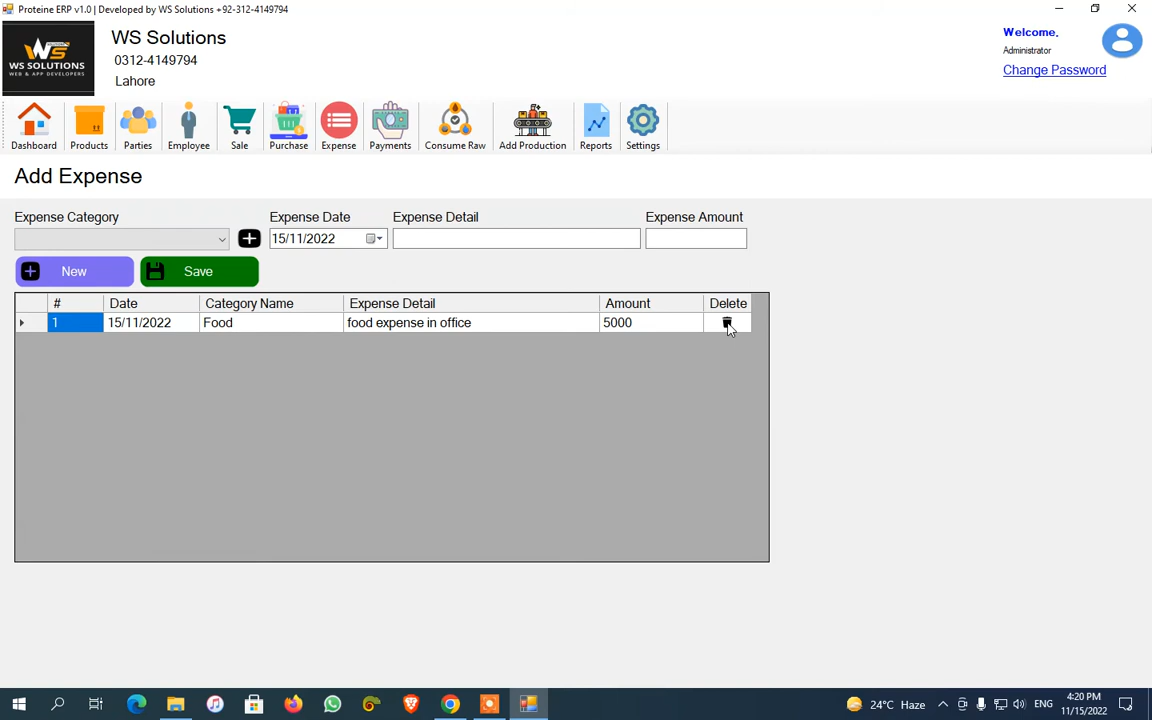 Proteine ERP v1.0 | Developed by WS Solutions +92-312-4149794
WS SOLUTIONS
WEB & APP DEVELOPERS
WS Solutions
0312-4149794
Lahore
Welcome.
Administrator
Change Password
Dashboard Products Parties Employee Sale Purchase Expense Payments Consume Raw Add Production Reports Settings
Add Expense
Expense Category Expense Date Expense Detail Expense Amount
15/11/2022
New Save
# Date Category Name Expense Detail Amount Delete
1 15/11/2022 Food food expense in office 5000
24°C Haze ENG 4:20 PM
11/15/2022